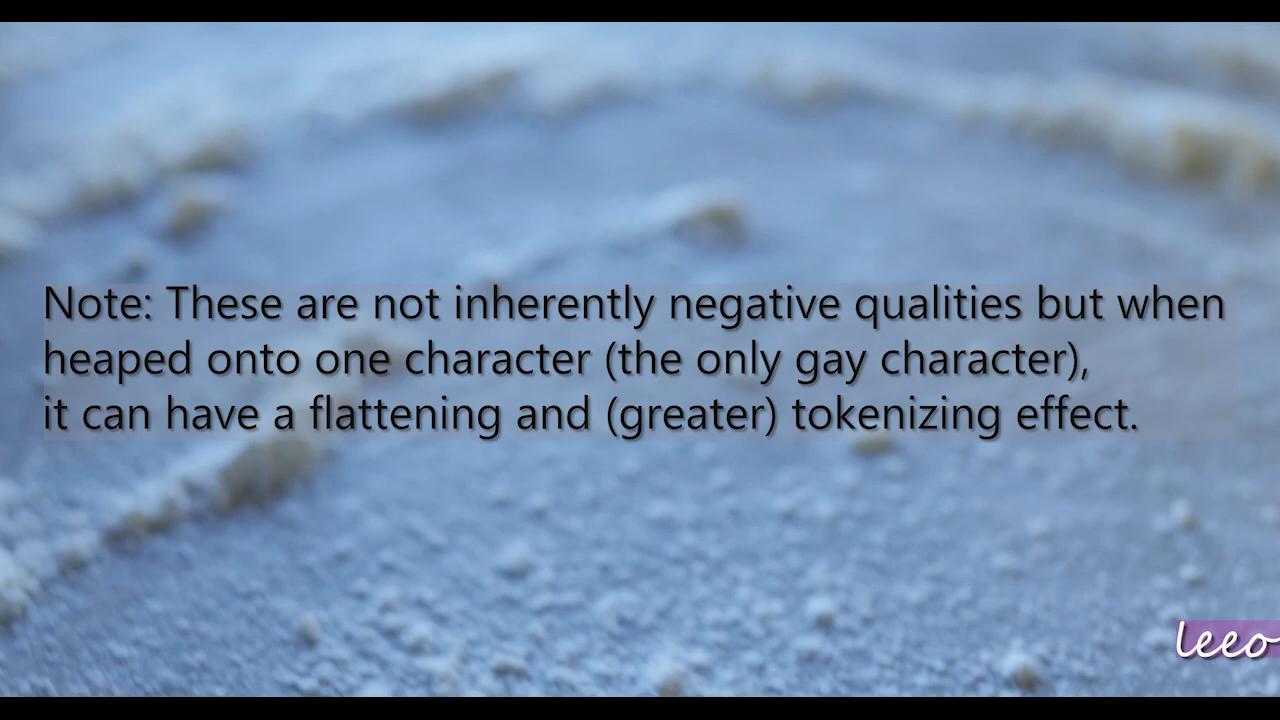 Note: These are not inherently negative qualities but when
heaped onto one character (the only gay character),
it can have a flattening and (greater) tokenizing effect.
leeo